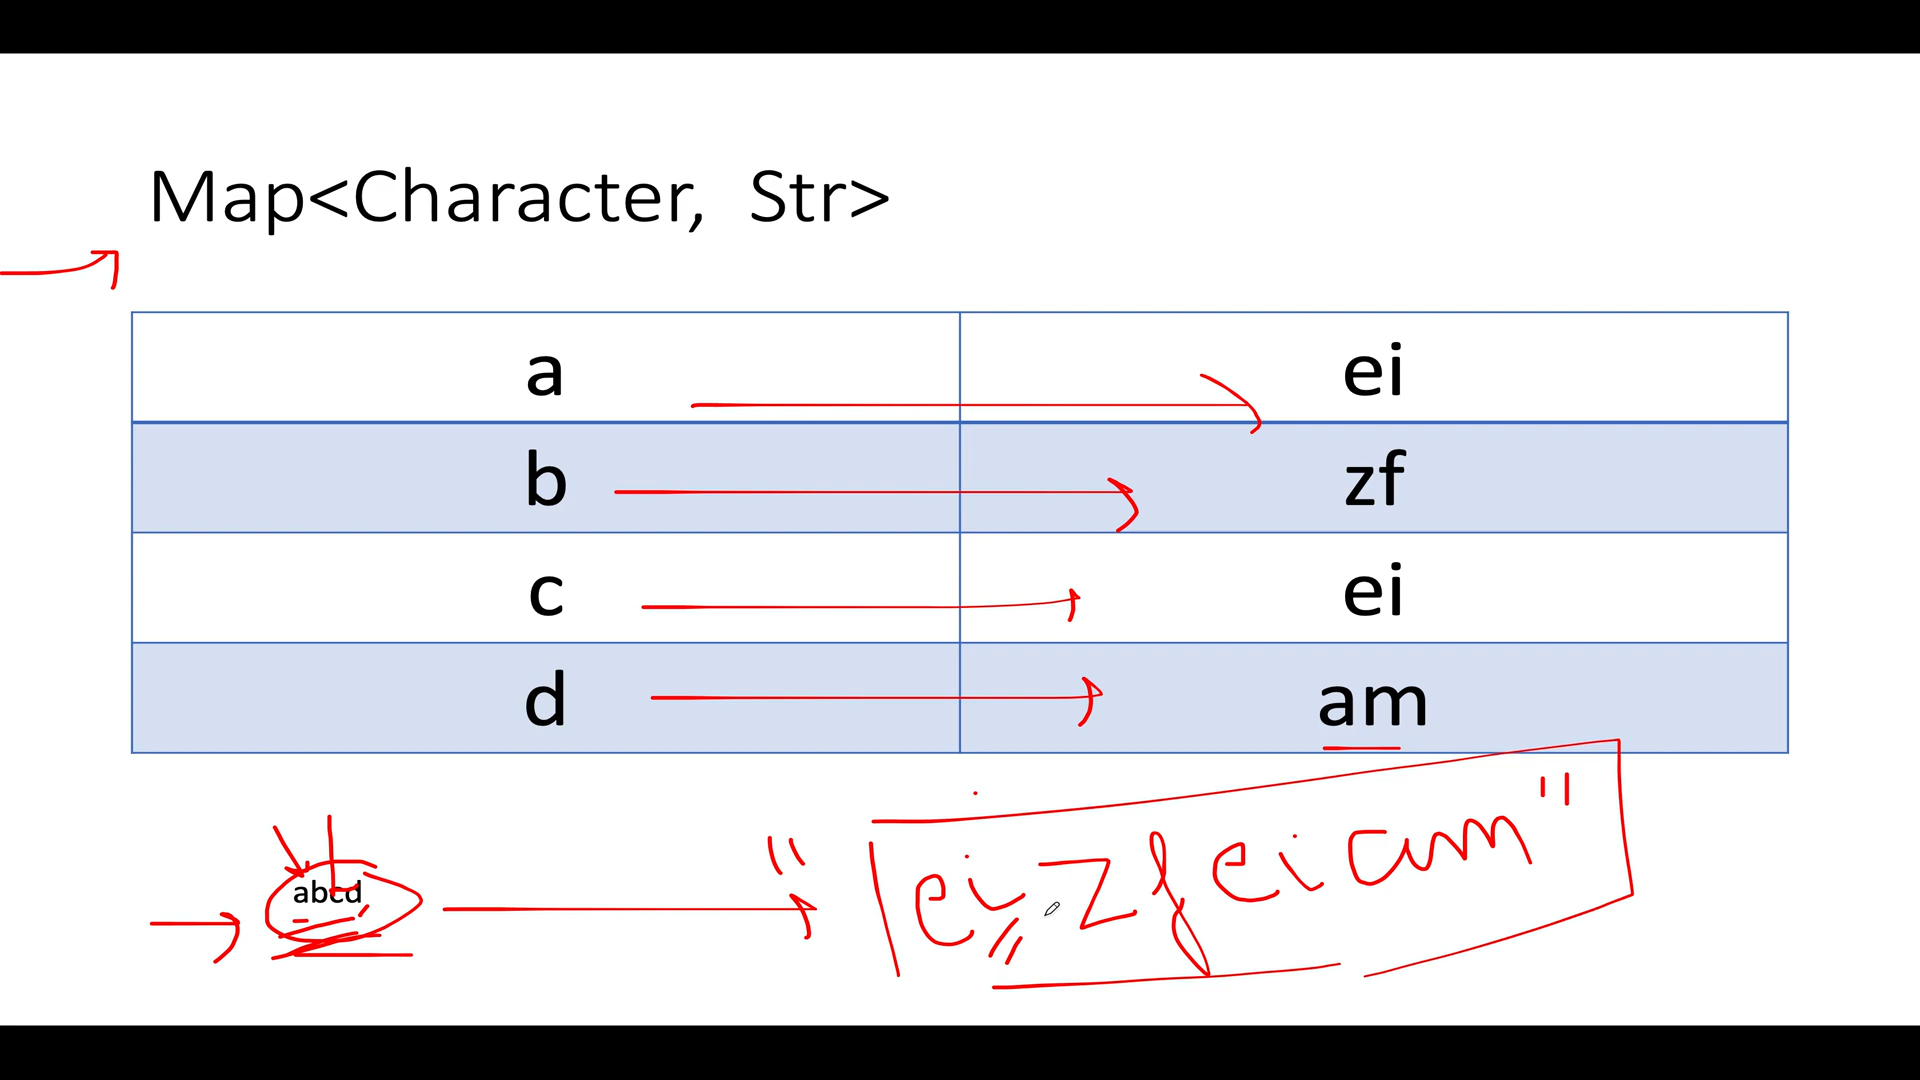 Map<Character, Str>
a ei
b zf
c ei
d am
abcd "eizfeiam"